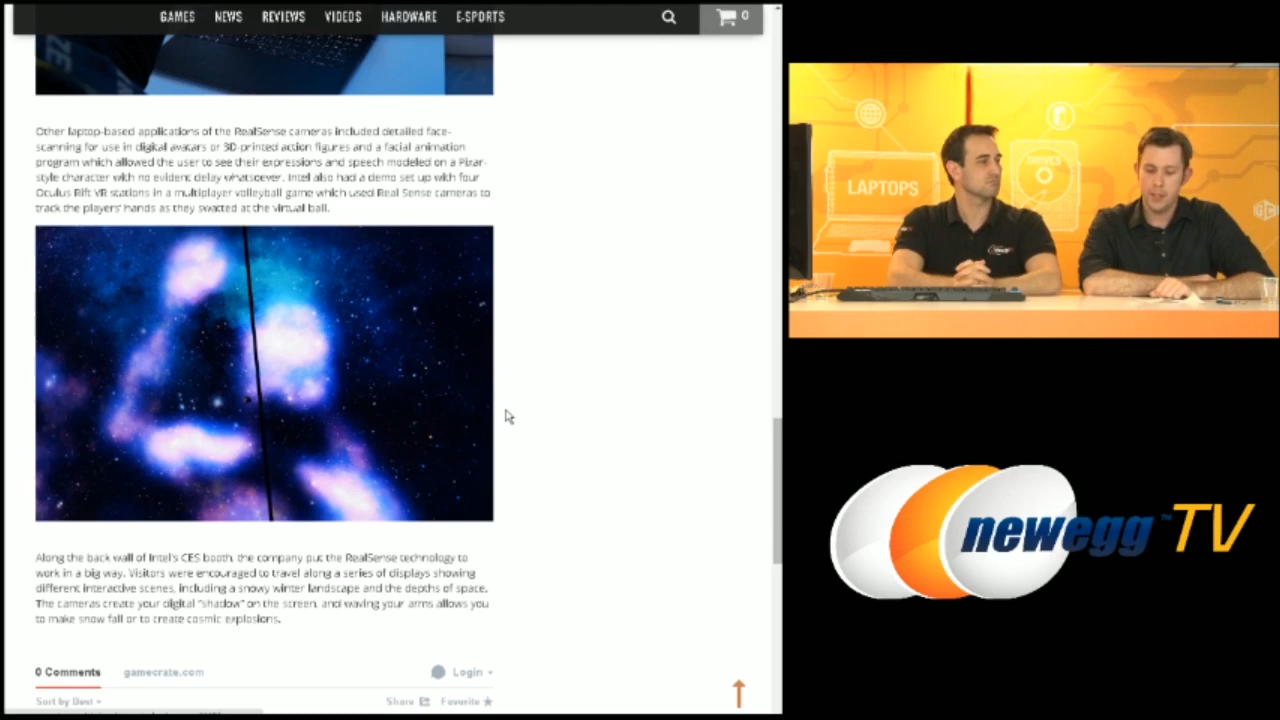 GAMES NEWS REVIEWS VIDEOS HARDWARE E-SPORTS 0
Other laptop-based applications of the RealSense cameras included detailed face-
scanning for use in digital avatars or 3D-printed action figures and a facial animation
program which allowed the user to see their expressions and speech modeled on a Pixar-
style character with no evident delay whatsoever. Intel also had a demo set up with four
Oculus Rift VR stations in a multiplayer volleyball game which used Real Sense cameras to
track the players' hands as they swatted at the virtual ball.
Along the back wall of Intel's CES booth, the company put the RealSense technology to
work in a big way. Visitors were encouraged to travel along a series of displays showing
different interactive scenes, including a snowy winter landscape and the depths of space.
The cameras create your digital "shadow" on the screen, and waving your arms allows you
to make snow fall or to create cosmic explosions.
0 Comments gamecrate.com Login
Sort by Best Share Favorite
LAPTOPS
DRIVES
newegg TV